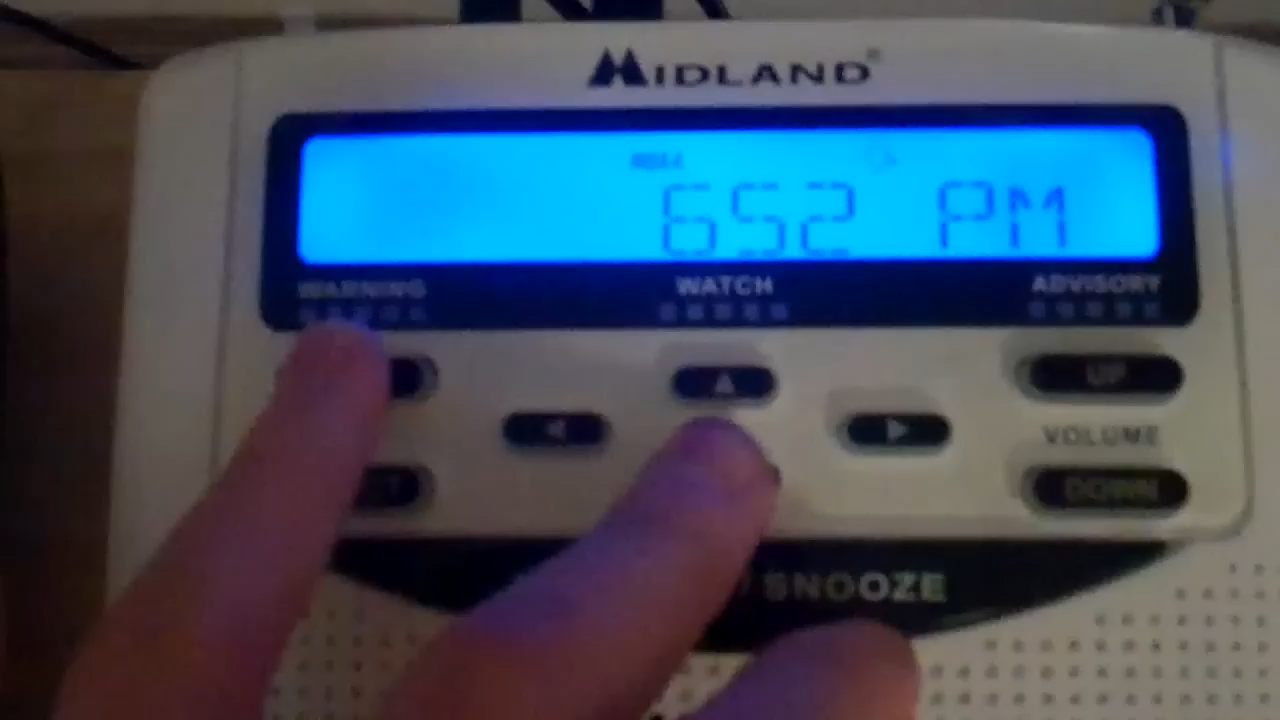 MIDLAND®
652 PM
WARNING WATCH ADVISORY
UP
VOLUME
DOWN
SNOOZE